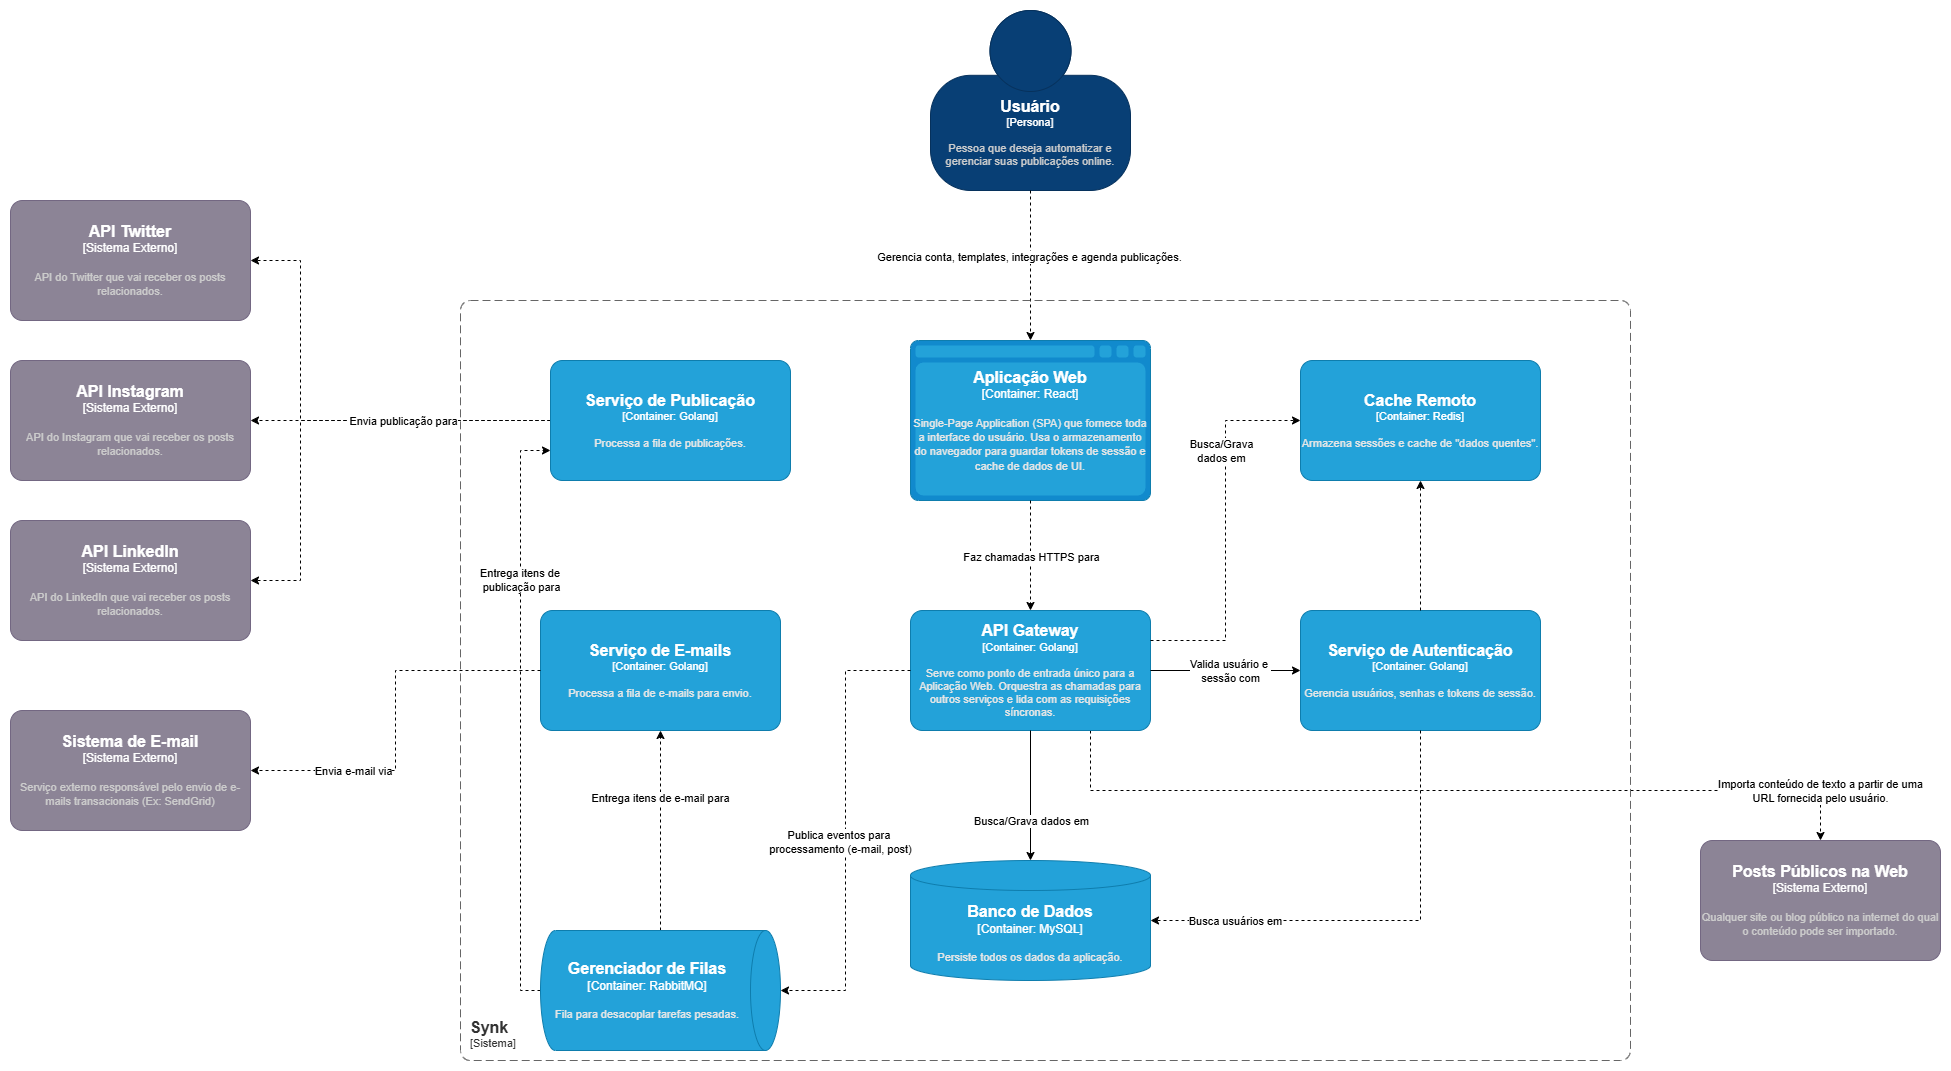 Usuário
[Persona]
Pessoa que deseja automatizar e
gerenciar suas publicações online.
Gerencia conta, templates, integrações e agenda publicações.
API Twitter
[Sistema Externo]
API do Twitter que vai receber os posts
relacionados.
API Instagram
[Sistema Externo]
API do Instagram que vai receber os posts
relacionados.
API LinkedIn
[Sistema Externo]
API do LinkedIn que vai receber os posts
relacionados.
Sistema de E-mail
[Sistema Externo]
Serviço externo responsável pelo envio de e-
mails transacionais (Ex: SendGrid)
Envia publicação para
Envia e-mail via
Serviço de Publicação
[Container: Golang]
Processa a fila de publicações.
Entrega itens de
publicação para
Serviço de E-mails
[Container: Golang]
Processa a fila de e-mails para envio.
Entrega itens de e-mail para
Gerenciador de Filas
[Container: RabbitMQ]
Fila para desacoplar tarefas pesadas.
Synk
[Sistema]
Aplicação Web
[Container: React]
Single-Page Application (SPA) que fornece toda
a interface do usuário. Usa o armazenamento
do navegador para guardar tokens de sessão e
cache de dados de UI.
Faz chamadas HTTPS para
API Gateway
[Container: Golang]
Serve como ponto de entrada único para a
Aplicação Web. Orquestra as chamadas para
outros serviços e lida com as requisições
síncronas.
Publica eventos para
processamento (e-mail, post)
Busca/Grava dados em
Banco de Dados
[Container: MySQL]
Persiste todos os dados da aplicação.
Busca/Grava
dados em
Cache Remoto
[Container: Redis]
Armazena sessões e cache de "dados quentes".
Valida usuário e
sessão com
Serviço de Autenticação
[Container: Golang]
Gerencia usuários, senhas e tokens de sessão.
Busca usuários em
Importa conteúdo de texto a partir de uma
URL fornecida pelo usuário.
Posts Públicos na Web
[Sistema Externo]
Qualquer site ou blog público na internet do qual
o conteúdo pode ser importado.